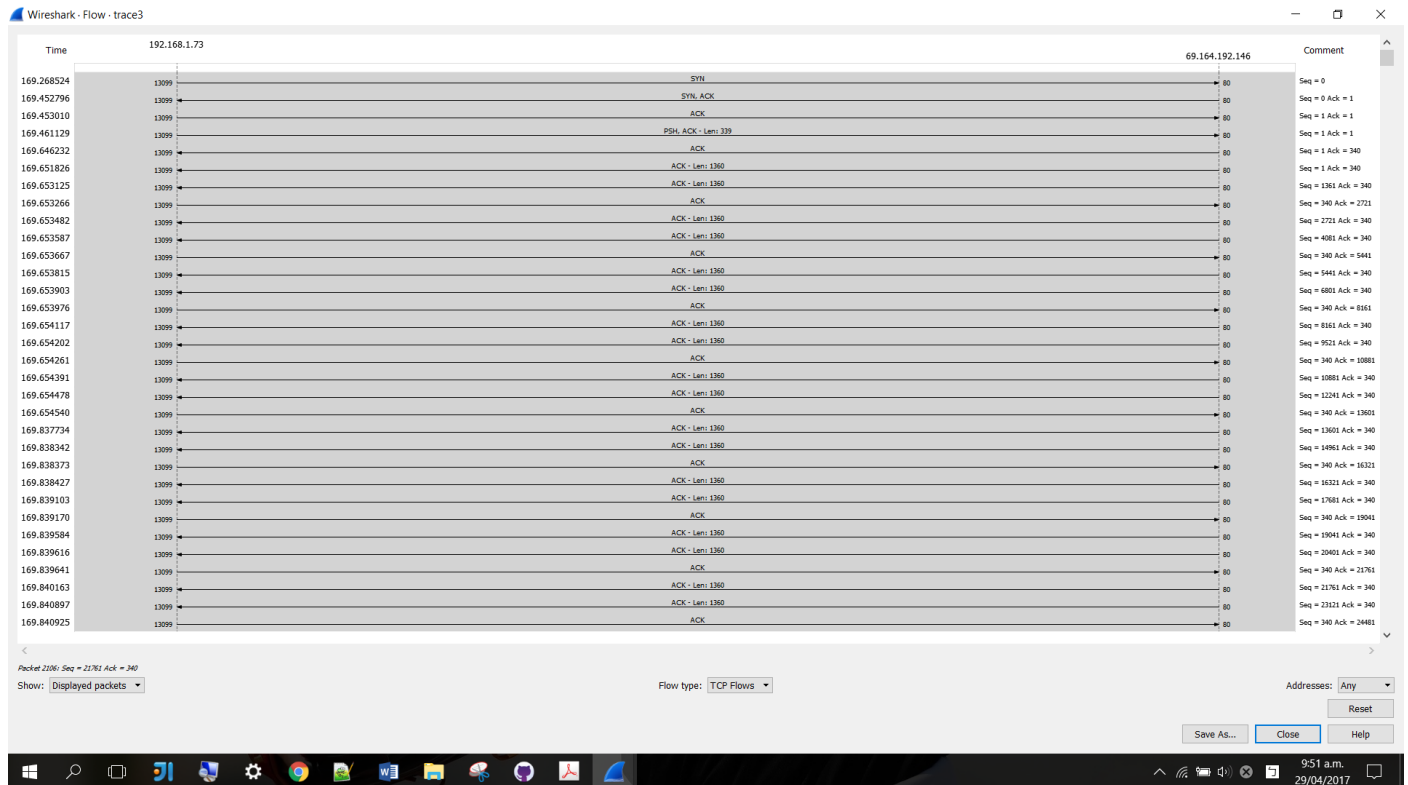 Wireshark · Flow · trace3
Time 192.168.1.73 69.164.192.146 Comment
169.268524 13099 SYN 80 Seq = 0
169.452796 13099 SYN, ACK 80 Seq = 0 Ack = 1
169.453010 13099 ACK 80 Seq = 1 Ack = 1
169.461129 13099 PSH, ACK - Len: 339 80 Seq = 1 Ack = 1
169.646232 13099 ACK 80 Seq = 1 Ack = 340
169.651826 13099 ACK - Len: 1360 80 Seq = 1 Ack = 340
169.653125 13099 ACK - Len: 1360 80 Seq = 1361 Ack = 340
169.653266 13099 ACK 80 Seq = 340 Ack = 2721
169.653482 13099 ACK - Len: 1360 80 Seq = 2721 Ack = 340
169.653587 13099 ACK - Len: 1360 80 Seq = 4081 Ack = 340
169.653667 13099 ACK 80 Seq = 340 Ack = 5441
169.653815 13099 ACK - Len: 1360 80 Seq = 5441 Ack = 340
169.653903 13099 ACK - Len: 1360 80 Seq = 6801 Ack = 340
169.653976 13099 ACK 80 Seq = 340 Ack = 8161
169.654117 13099 ACK - Len: 1360 80 Seq = 8161 Ack = 340
169.654202 13099 ACK - Len: 1360 80 Seq = 9521 Ack = 340
169.654261 13099 ACK 80 Seq = 340 Ack = 10881
169.654391 13099 ACK - Len: 1360 80 Seq = 10881 Ack = 340
169.654478 13099 ACK - Len: 1360 80 Seq = 12241 Ack = 340
169.654540 13099 ACK 80 Seq = 340 Ack = 13601
169.837734 13099 ACK - Len: 1360 80 Seq = 13601 Ack = 340
169.838342 13099 ACK - Len: 1360 80 Seq = 14961 Ack = 340
169.838373 13099 ACK 80 Seq = 340 Ack = 16321
169.838427 13099 ACK - Len: 1360 80 Seq = 16321 Ack = 340
169.839103 13099 ACK - Len: 1360 80 Seq = 17681 Ack = 340
169.839170 13099 ACK 80 Seq = 340 Ack = 19041
169.839584 13099 ACK - Len: 1360 80 Seq = 19041 Ack = 340
169.839616 13099 ACK - Len: 1360 80 Seq = 20401 Ack = 340
169.839641 13099 ACK 80 Seq = 340 Ack = 21761
169.840163 13099 ACK - Len: 1360 80 Seq = 21761 Ack = 340
169.840897 13099 ACK - Len: 1360 80 Seq = 23121 Ack = 340
169.840925 13099 ACK 80 Seq = 340 Ack = 24481
Packet 2106: Seq = 21761 Ack = 340
Show: Displayed packets Flow type: TCP Flows Addresses: Any
Reset
Save As... Close Help
9:51 a.m.
29/04/2017